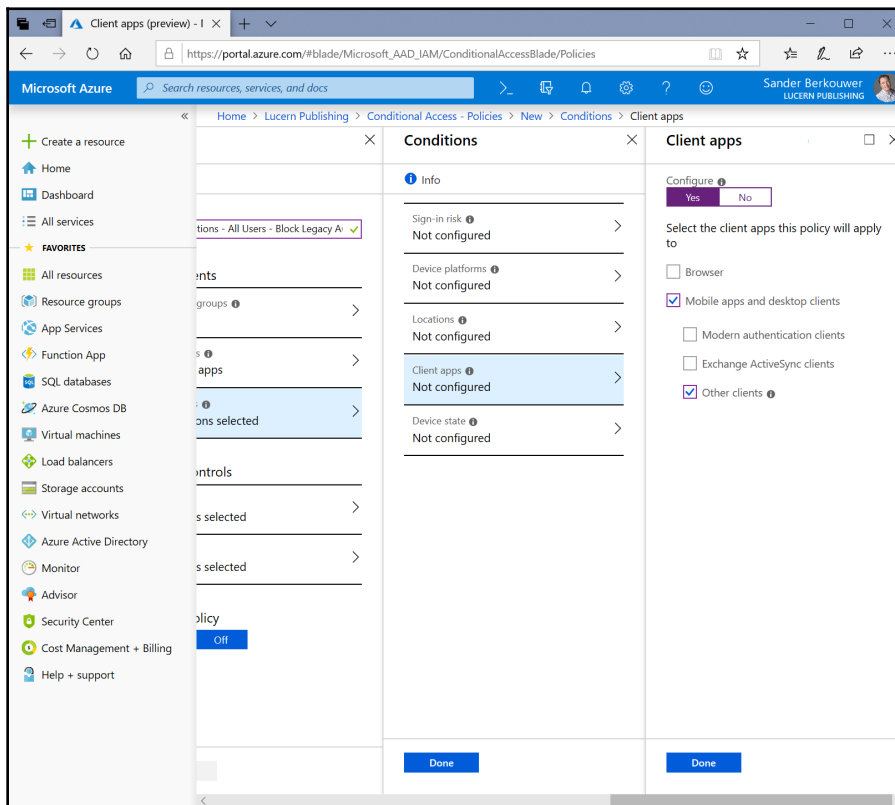 Client apps (preview) - I
https://portal.azure.com/#blade/Microsoft_AAD_IAM/ConditionalAccessBlade/Policies
Microsoft Azure
Search resources, services, and docs
Sander Berkouwer
LUCERN PUBLISHING
Home > Lucern Publishing > Conditional Access - Policies > New > Conditions > Client apps
Create a resource
Home
Dashboard
All services
FAVORITES
All resources
Resource groups
App Services
Function App
SQL databases
Azure Cosmos DB
Virtual machines
Load balancers
Storage accounts
Virtual networks
Azure Active Directory
Monitor
Advisor
Security Center
Cost Management + Billing
Help + support
tions - All Users - Block Legacy Au
ents
groups
s
apps
s
ons selected
ontrols
s selected
s selected
olicy
Off
Conditions
Info
Sign-in risk
Not configured
Device platforms
Not configured
Locations
Not configured
Client apps
Not configured
Device state
Not configured
Done
Client apps
Configure
Yes No
Select the client apps this policy will apply
to
Browser
Mobile apps and desktop clients
Modern authentication clients
Exchange ActiveSync clients
Other clients
Done